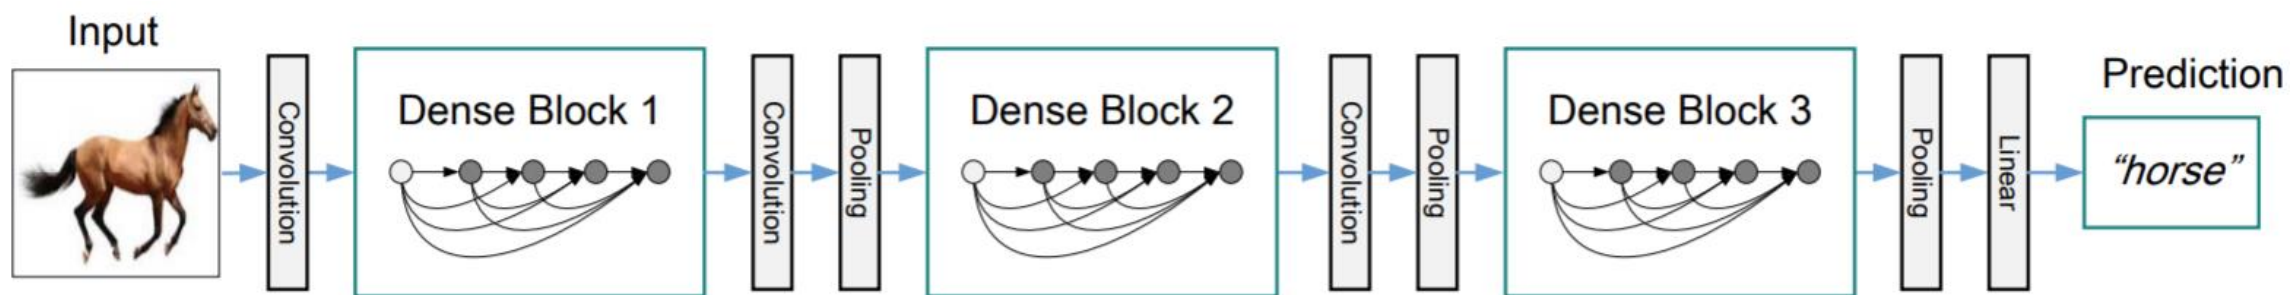 Input
Convolution
Dense Block 1
Convolution
Pooling
Dense Block 2
Convolution
Pooling
Dense Block 3
Pooling
Linear
Prediction
“horse”